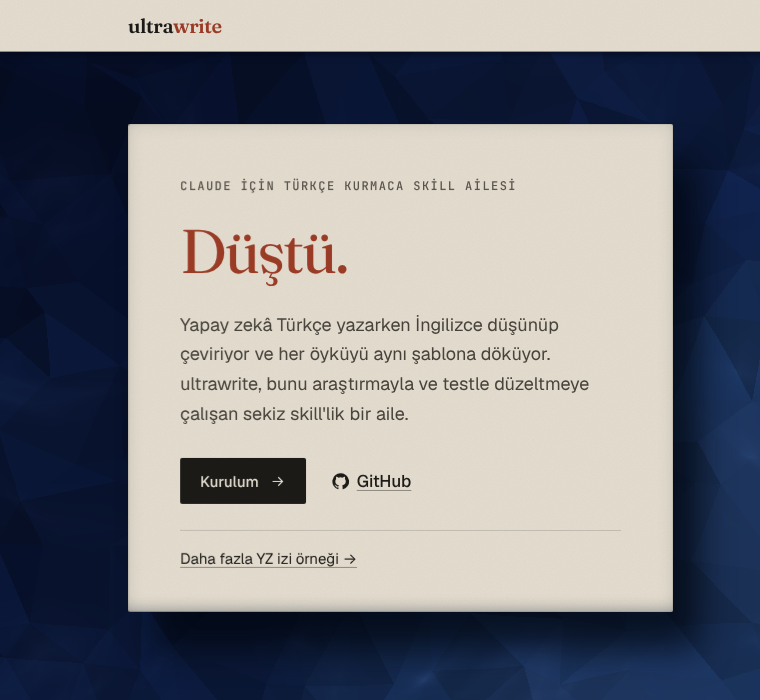 ultrawrite
CLAUDE İÇİN TÜRKÇE KURMACA SKİLL AİLESİ
Düştü.
Yapay zekâ Türkçe yazarken İngilizce düşünüp
çeviriyor ve her öyküyü aynı şablona döküyor.
ultrawrite, bunu araştırmayla ve testle düzeltmeye
çalışan sekiz skill'lik bir aile.
Kurulum →
GitHub
Daha fazla YZ izi örneği →